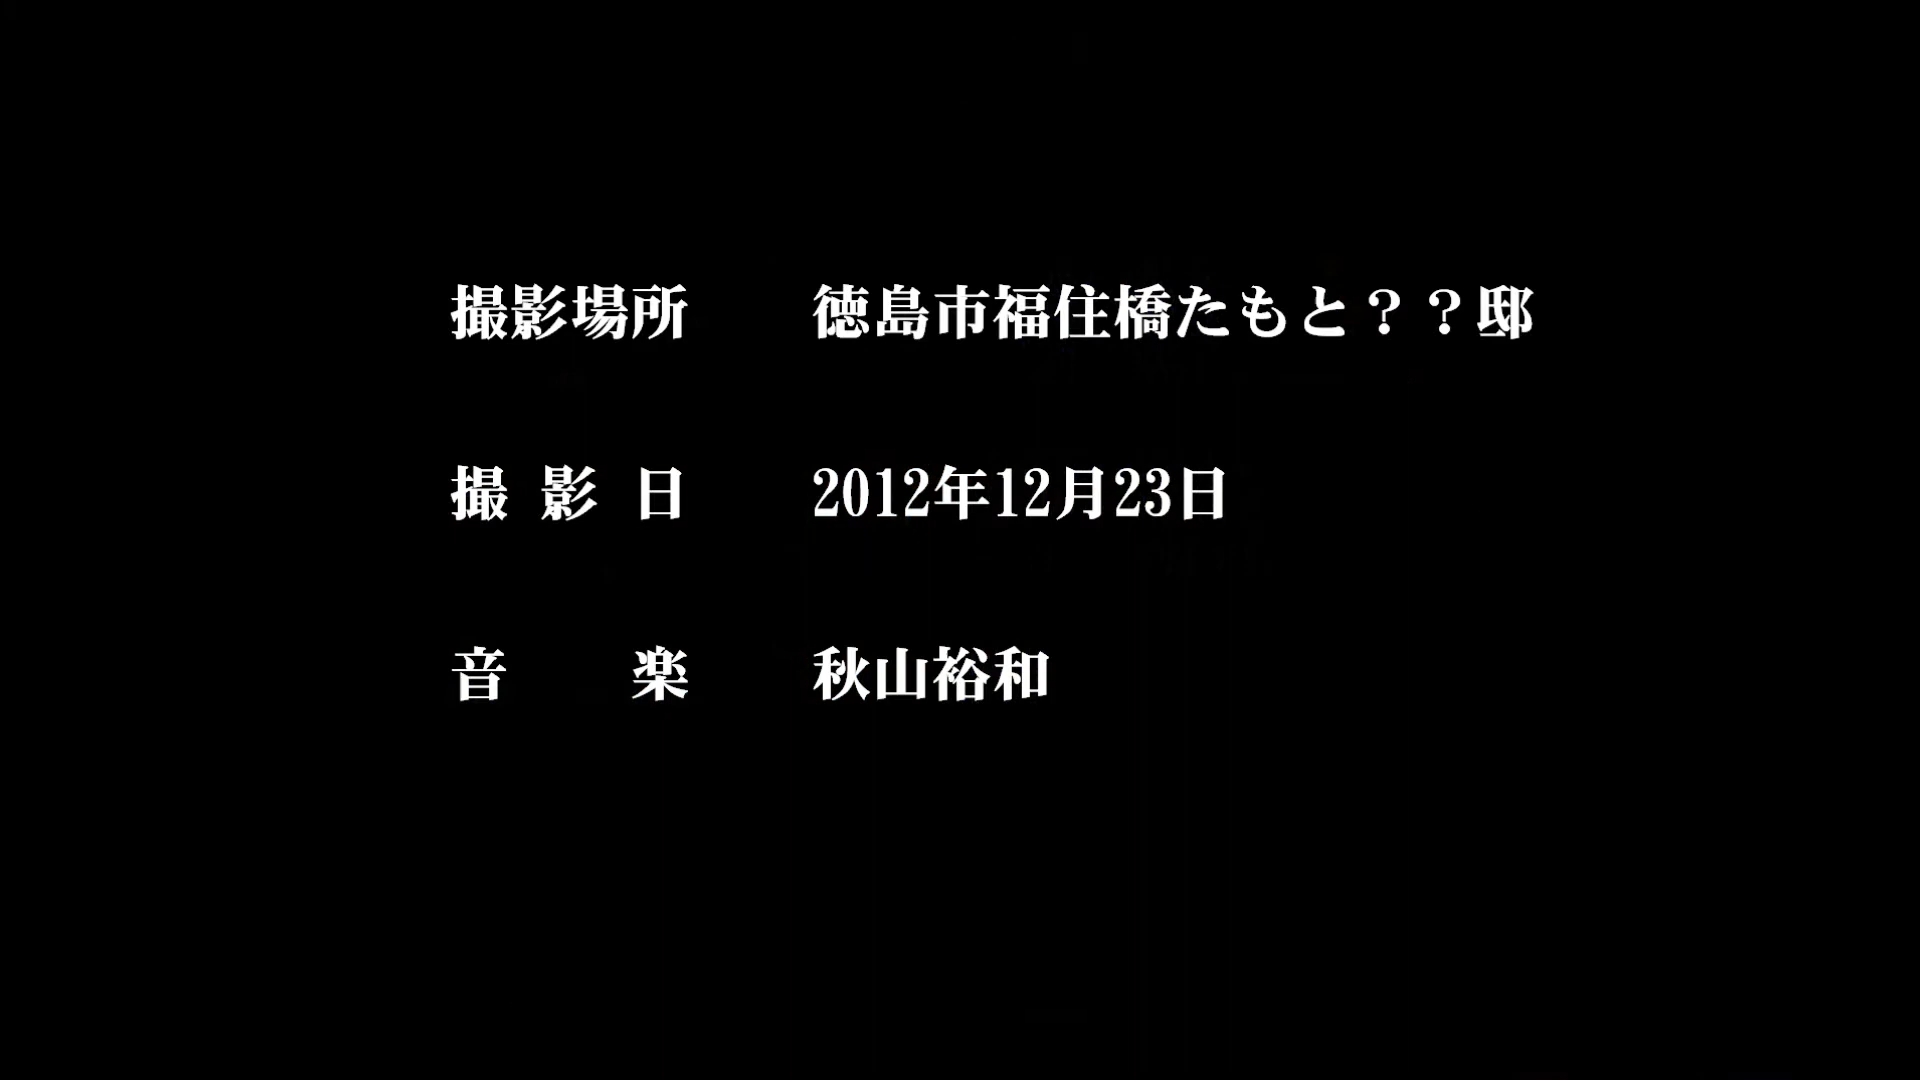 撮影場所　　徳島市福住橋たもと？？邸
撮 影 日　　2012年12月23日
音　　楽　　秋山裕和